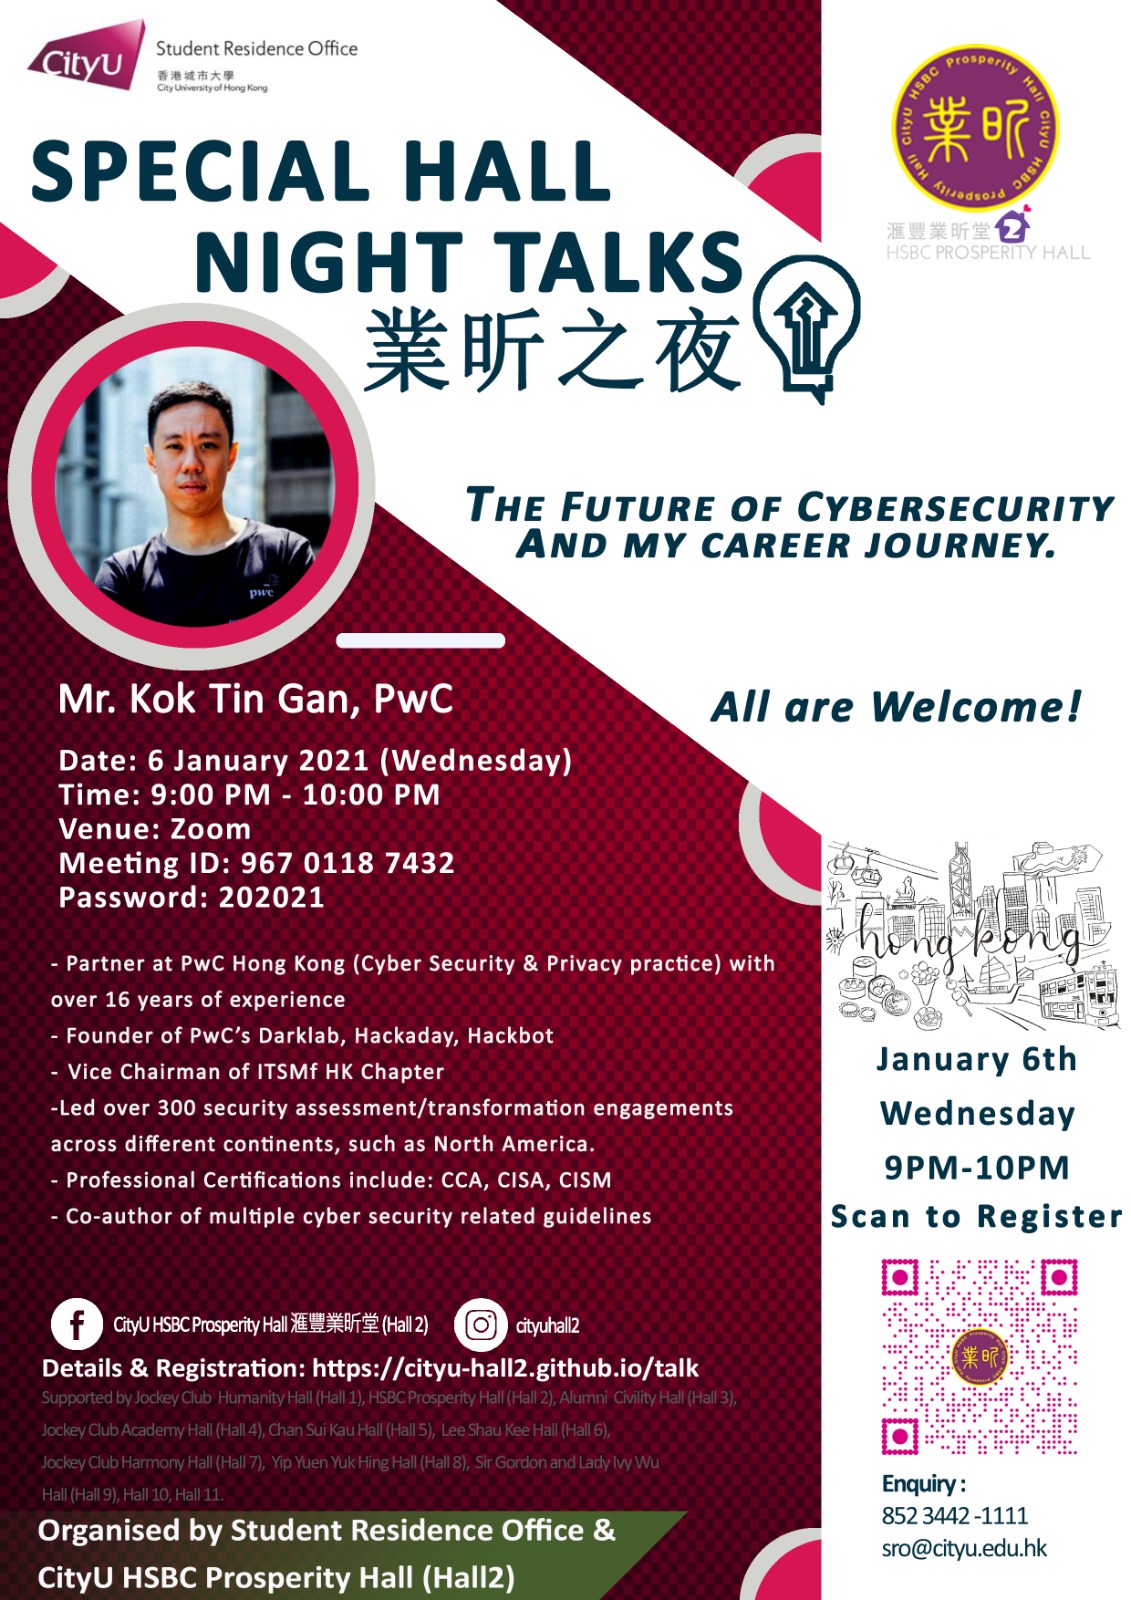 CityU
Student Residence Office
香港城市大學
City University of Hong Kong
CityU HSBC Prosperity Hall CityU HSBC Prosperity Hall
業昕
滙豐業昕堂 2
HSBC PROSPERITY HALL
SPECIAL HALL
NIGHT TALKS
業昕之夜
pwc
THE FUTURE OF CYBERSECURITY
AND MY CAREER JOURNEY.
Mr. Kok Tin Gan, PwC
All are Welcome!
Date: 6 January 2021 (Wednesday)
Time: 9:00 PM - 10:00 PM
Venue: Zoom
Meeting ID: 967 0118 7432
Password: 202021
- Partner at PwC Hong Kong (Cyber Security & Privacy practice) with
over 16 years of experience
- Founder of PwC’s Darklab, Hackaday, Hackbot
- Vice Chairman of ITSMf HK Chapter
-Led over 300 security assessment/transformation engagements
across different continents, such as North America.
- Professional Certifications include: CCA, CISA, CISM
- Co-author of multiple cyber security related guidelines
hong kong
January 6th
Wednesday
9PM-10PM
Scan to Register
業昕
CityU HSBC Prosperity Hall 滙豐業昕堂 (Hall 2)
cityuhall2
Details & Registration: https://cityu-hall2.github.io/talk
Supported by Jockey Club Humanity Hall (Hall 1), HSBC Prosperity Hall (Hall 2), Alumni Civility Hall (Hall 3),
Jockey Club Academy Hall (Hall 4), Chan Sui Kau Hall (Hall 5), Lee Shau Kee Hall (Hall 6),
Jockey Club Harmony Hall (Hall 7), Yip Yuen Yuk Hing Hall (Hall 8), Sir Gordon and Lady Ivy Wu
Hall (Hall 9), Hall 10, Hall 11.
Organised by Student Residence Office &
CityU HSBC Prosperity Hall (Hall2)
Enquiry :
852 3442 -1111
sro@cityu.edu.hk